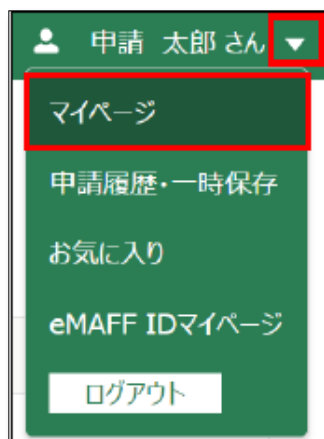 申請 太郎 さん ▼
マイページ
申請履歴・一時保存
お気に入り
eMAFF IDマイページ
ログアウト